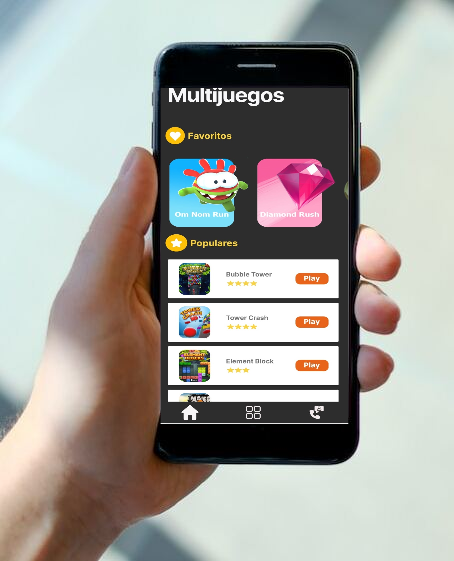 Multijuegos
Favoritos
Om Nom Run
Diamond Rush
Populares
Bubble Tower
Play
Tower Crash
Play
Element Block
Play